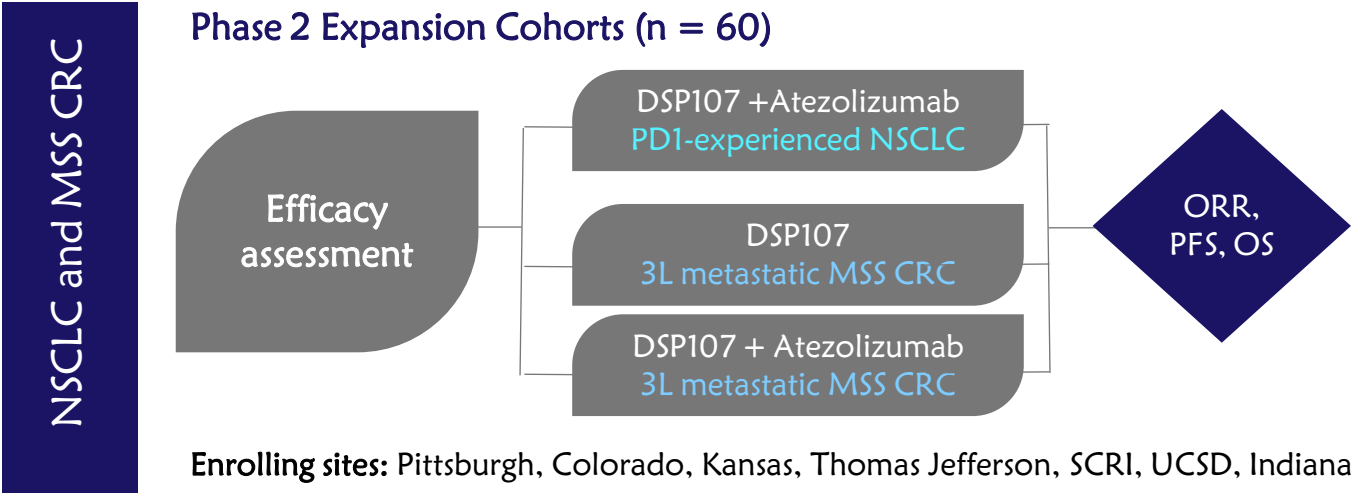 NSCLC and MSS CRC
Phase 2 Expansion Cohorts (n = 60)
Efficacy
assessment
DSP107 +Atezolizumab
PD1-experienced NSCLC
DSP107
3L metastatic MSS CRC
DSP107 + Atezolizumab
3L metastatic MSS CRC
ORR,
PFS, OS
Enrolling sites: Pittsburgh, Colorado, Kansas, Thomas Jefferson, SCRI, UCSD, Indiana